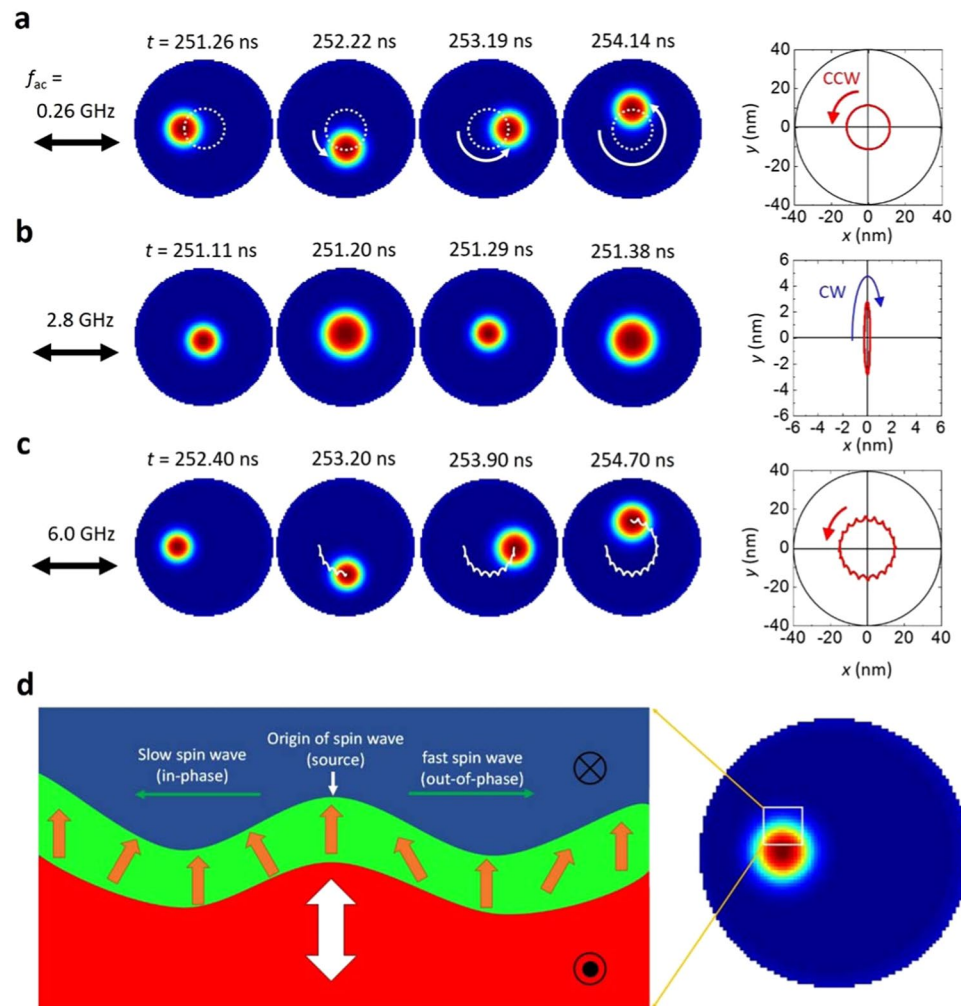 a
t = 251.26 ns 252.22 ns 253.19 ns 254.14 ns
fac =
0.26 GHz
CCW
y (nm)
40
20
0
-20
-40
-40 -20 0 20 40
x (nm)
b
t = 251.11 ns 251.20 ns 251.29 ns 251.38 ns
2.8 GHz
CW
y (nm)
6
4
2
0
-2
-4
-6
-6 -4 -2 0 2 4 6
x (nm)
c
t = 252.40 ns 253.20 ns 253.90 ns 254.70 ns
6.0 GHz
y (nm)
40
20
0
-20
-40
-40 -20 0 20 40
x (nm)
d
Slow spin wave
(in-phase)
Origin of spin wave
(source)
fast spin wave
(out-of-phase)